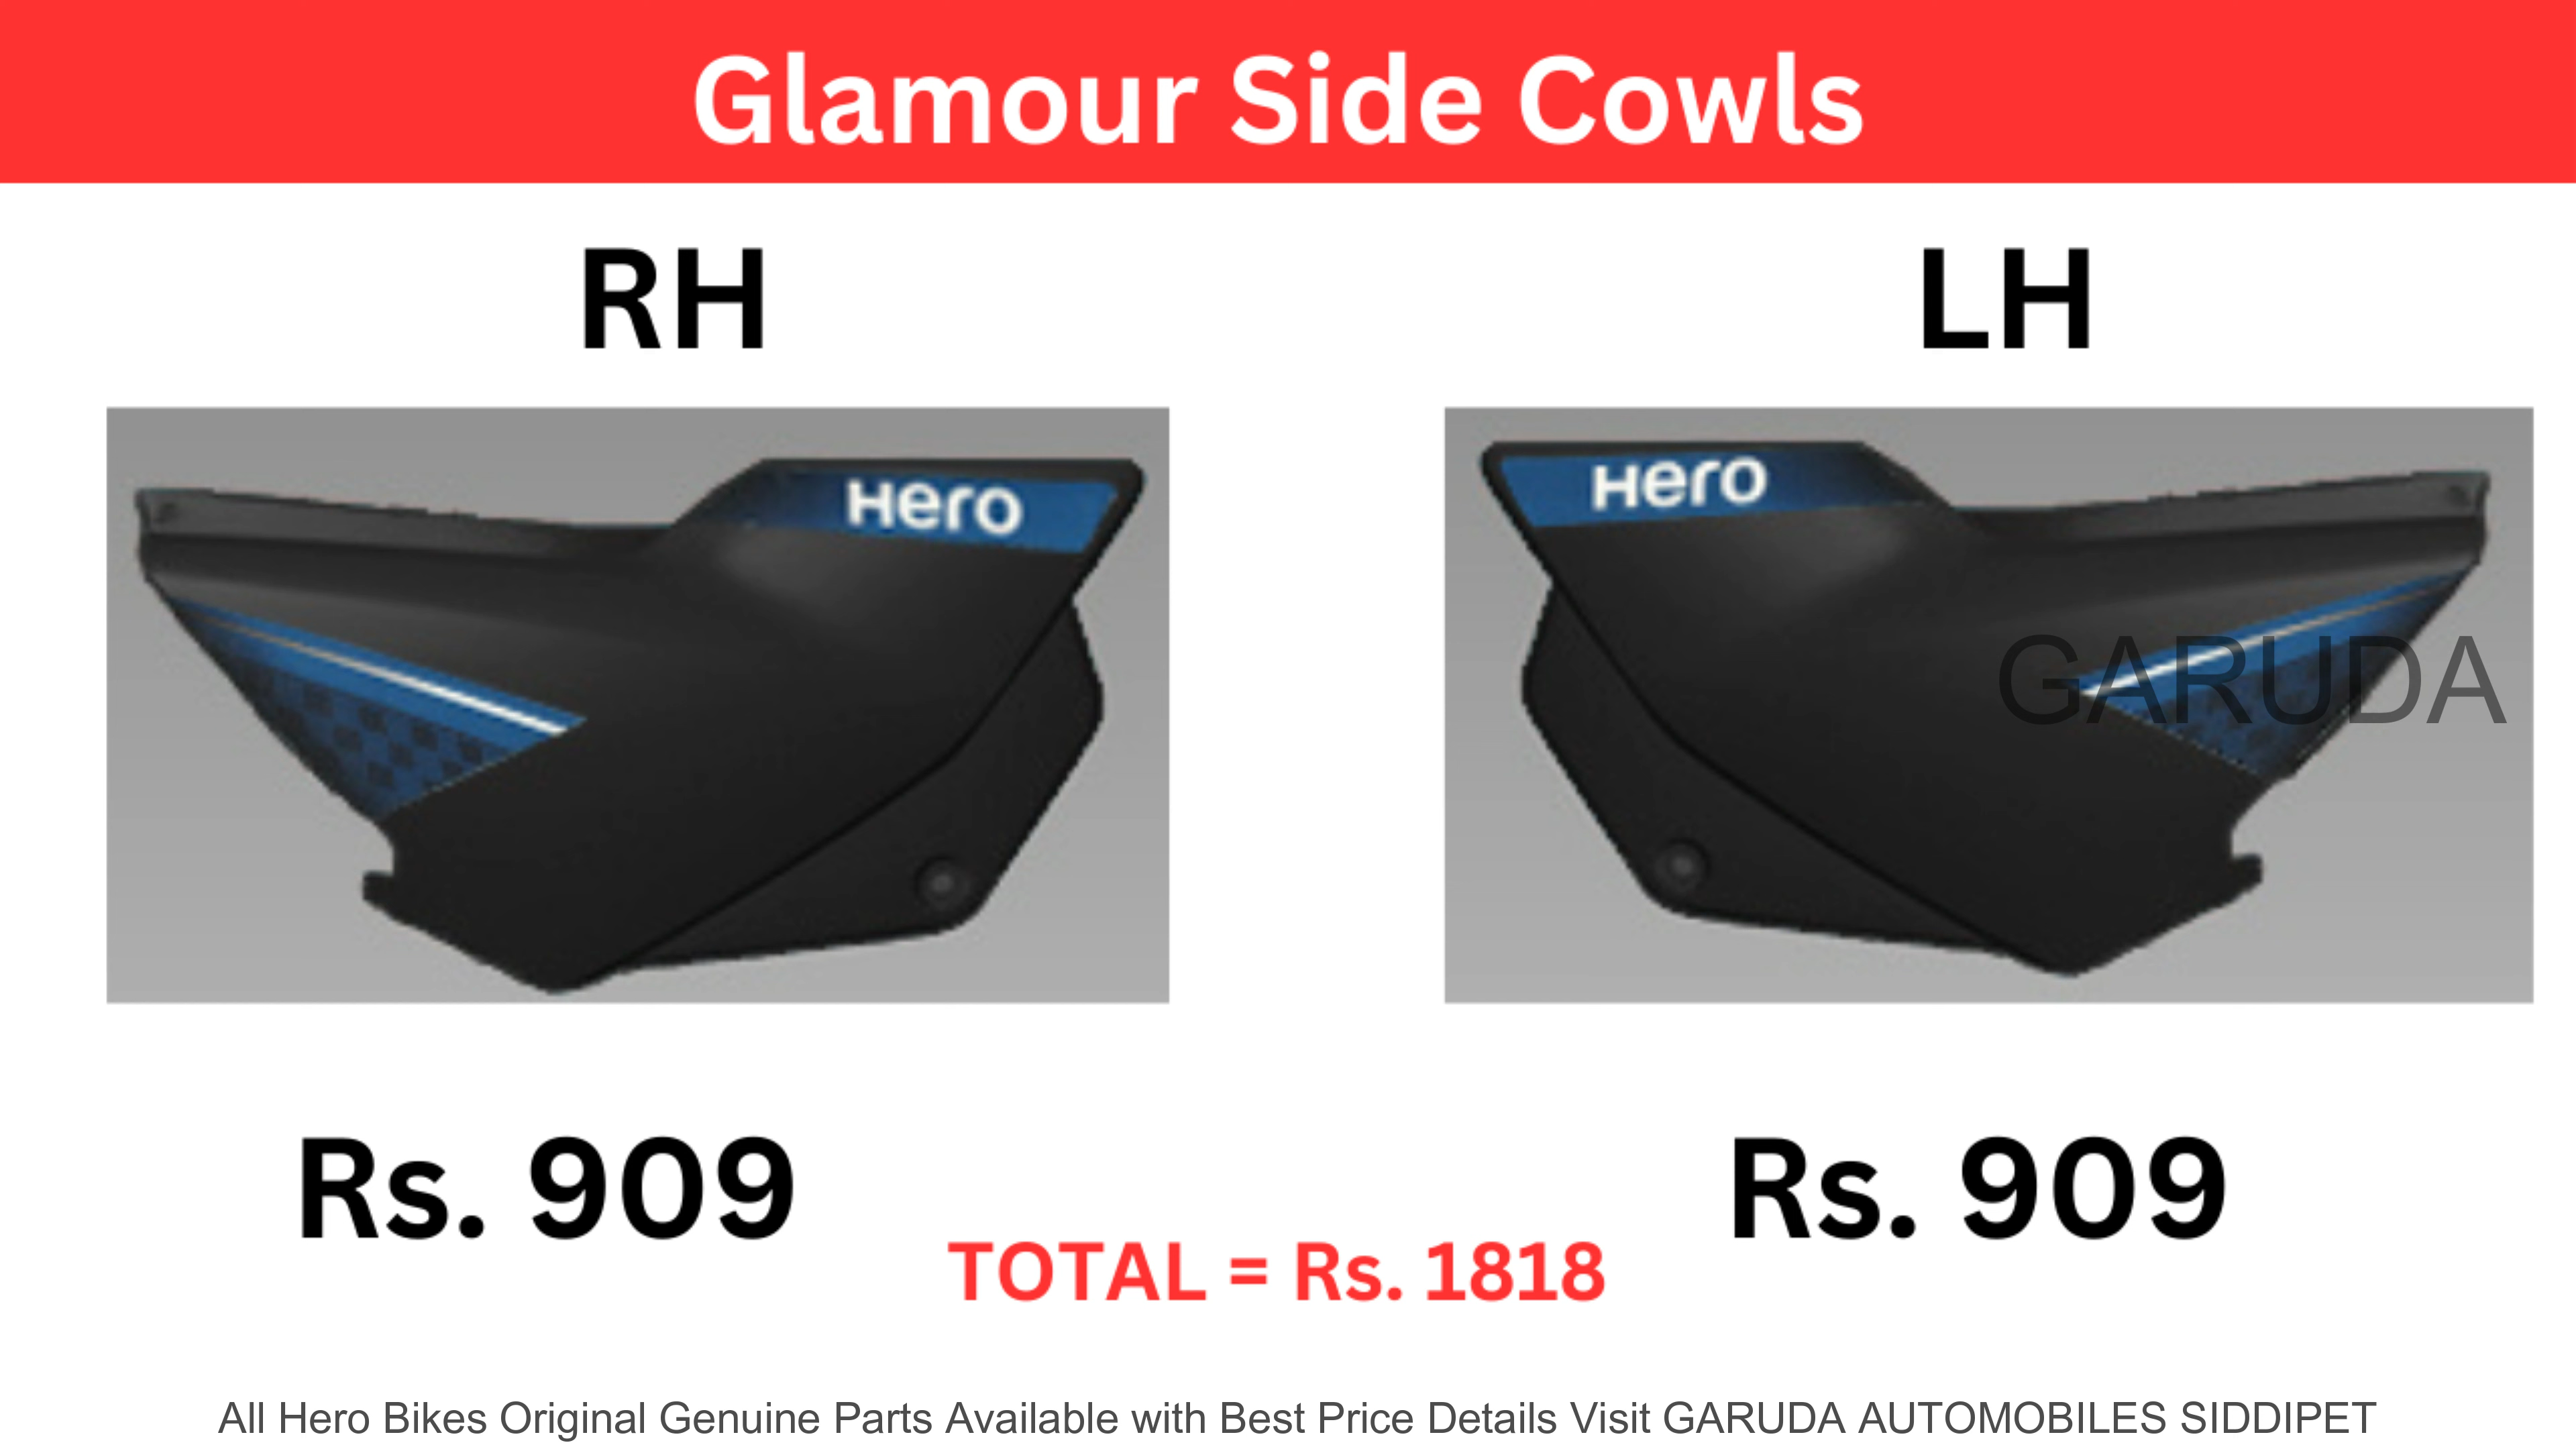 Glamour Side Cowls
RH
LH
Hero
Hero
GARUDA
Rs. 909
Rs. 909
TOTAL = Rs. 1818
All Hero Bikes Original Genuine Parts Available with Best Price Details Visit GARUDA AUTOMOBILES SIDDIPET